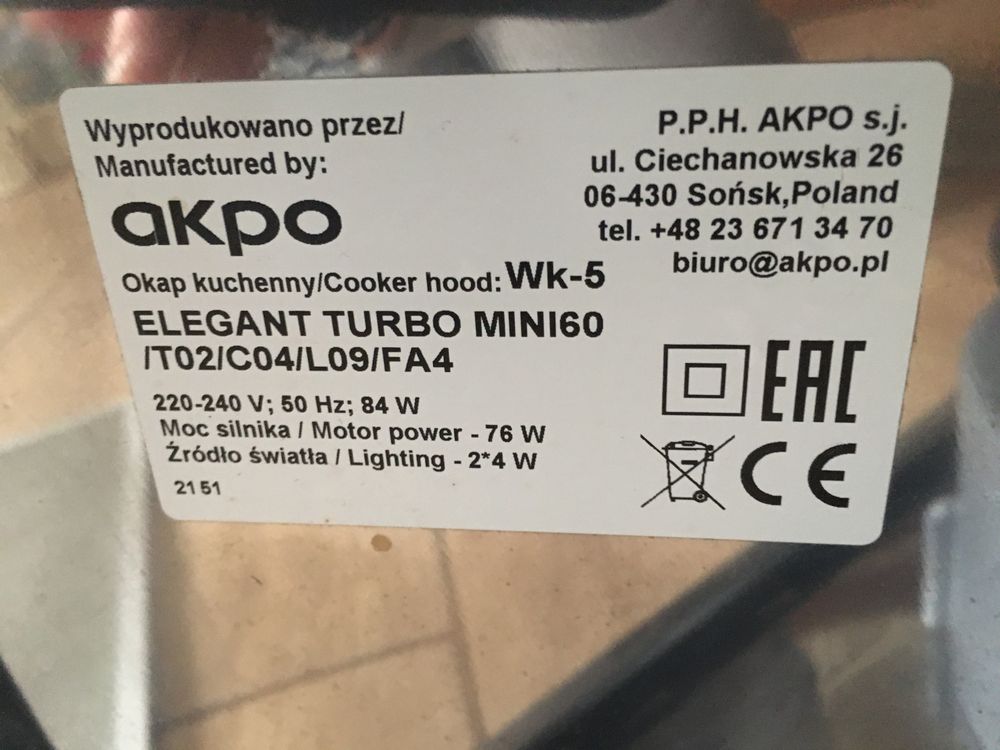 Wyprodukowano przez/
Manufactured by:
akpo
P.P.H. AKPO s.j.
ul. Ciechanowska 26
06-430 Sońsk,Poland
tel. +48 23 671 34 70
biuro@akpo.pl
Okap kuchenny/Cooker hood: Wk-5
ELEGANT TURBO MINI60
/T02/C04/L09/FA4
220-240 V; 50 Hz; 84 W
Moc silnika / Motor power - 76 W
Źródło światła / Lighting - 2*4 W
21 51
EAC
CE